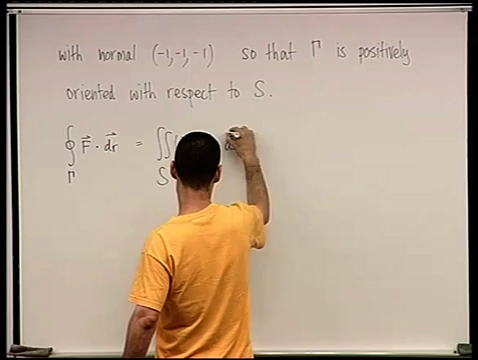 with normal (-1,-1,-1) so that Γ is positively
oriented with respect to S.
∮ F⃗ · dr⃗ = ∬ (
Γ S